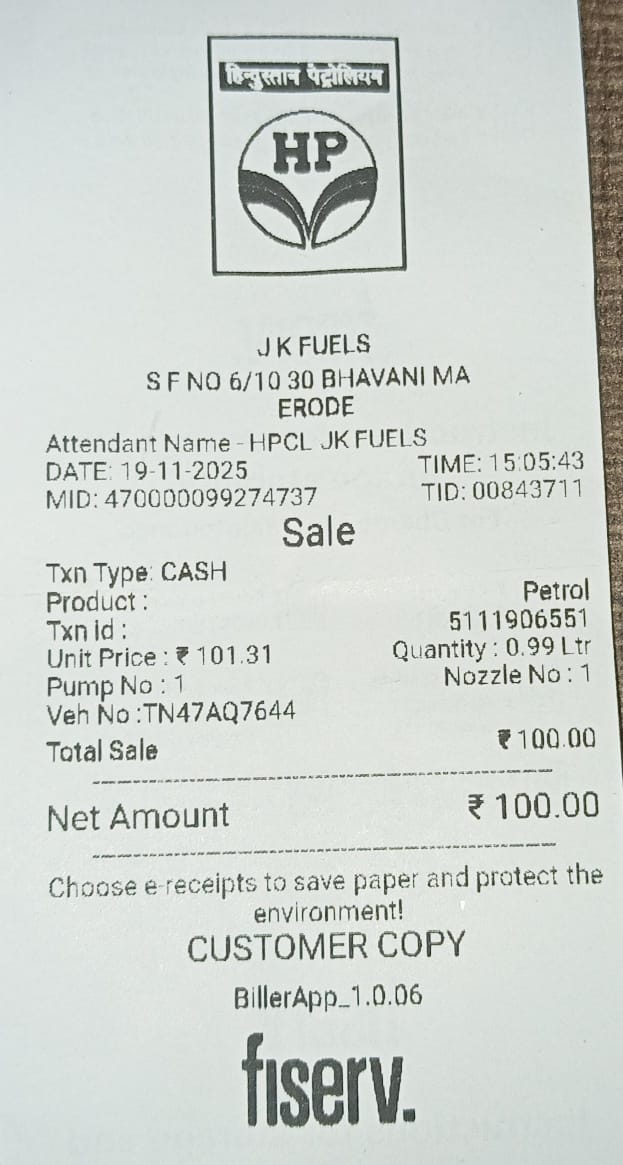 हिन्दुस्तान पेट्रोलियम
HP
J K FUELS
S F NO 6/10 30 BHAVANI MA
ERODE
Attendant Name - HPCL JK FUELS
DATE: 19-11-2025 TIME: 15:05:43
MID: 470000099274737 TID: 00843711
Sale
Txn Type: CASH
Product : Petrol
Txn id : 5111906551
Unit Price : ₹ 101.31 Quantity : 0.99 Ltr
Pump No : 1 Nozzle No : 1
Veh No :TN47AQ7644
Total Sale ₹ 100.00
Net Amount ₹ 100.00
Choose e-receipts to save paper and protect the
environment!
CUSTOMER COPY
BillerApp_1.0.06
fiserv.